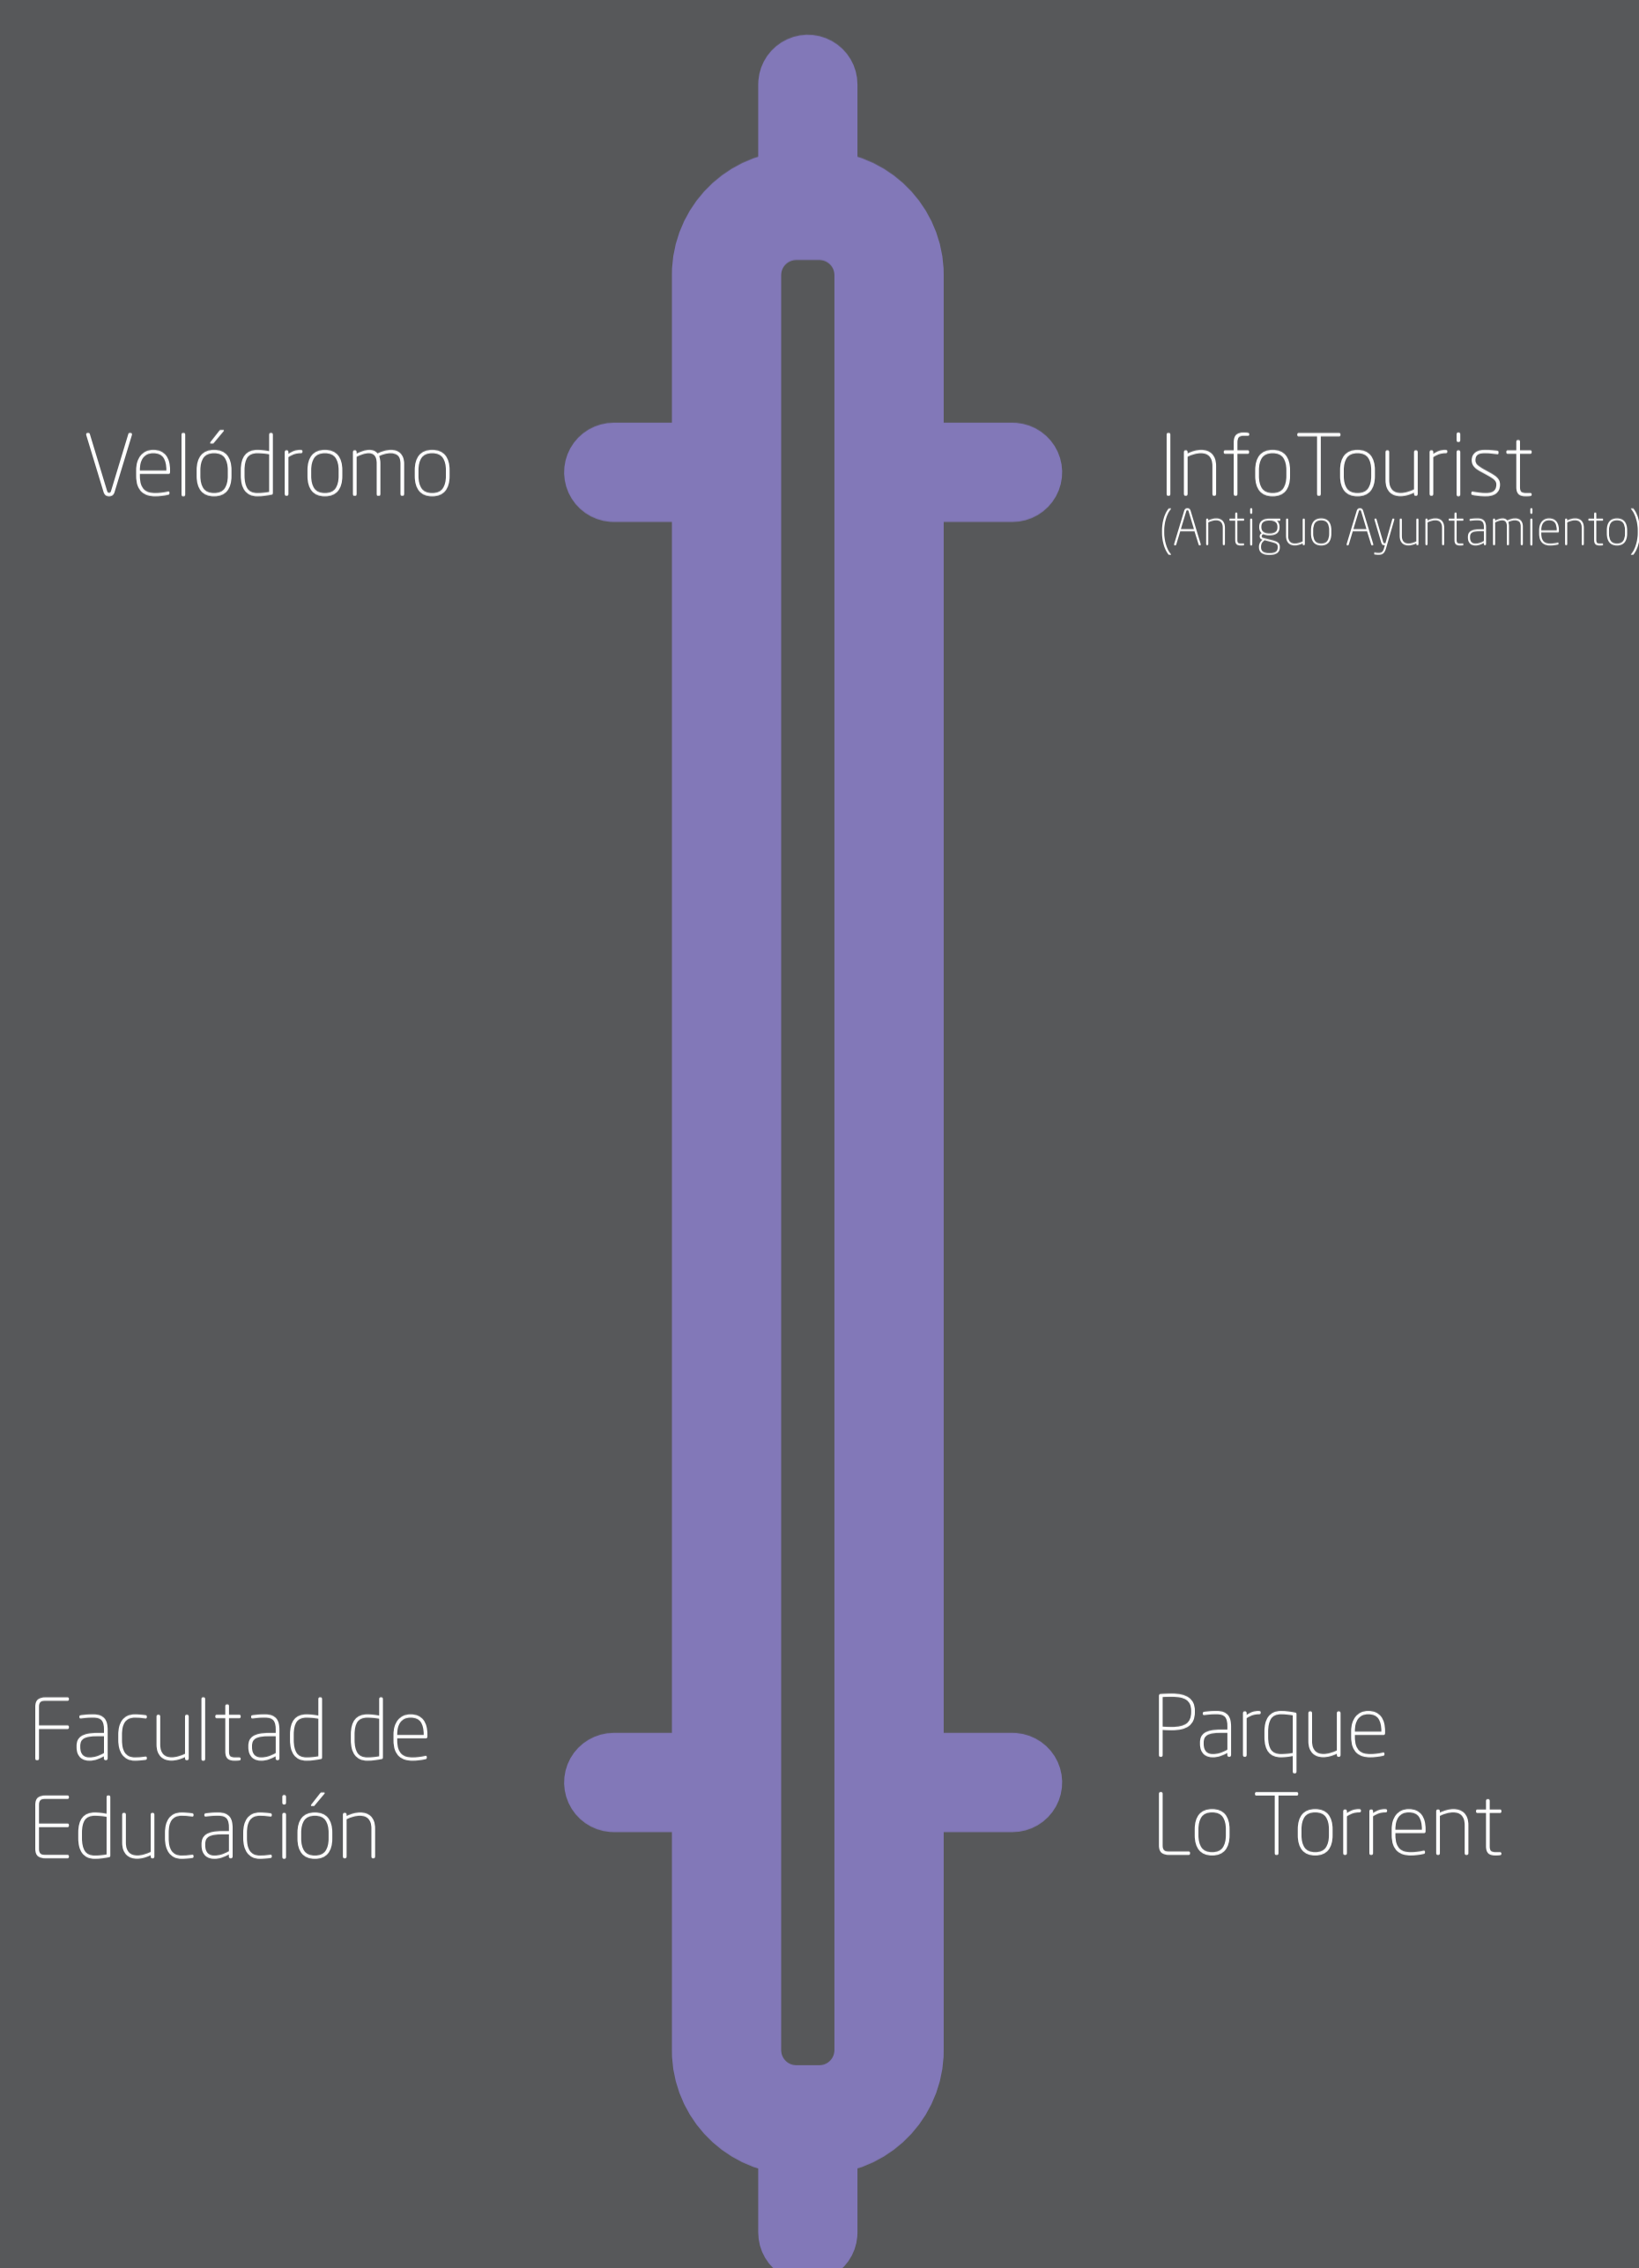 Velódromo
InfoTourist
(Antiguo Ayuntamiento)
Facultad de
Educación
Parque
Lo Torrent